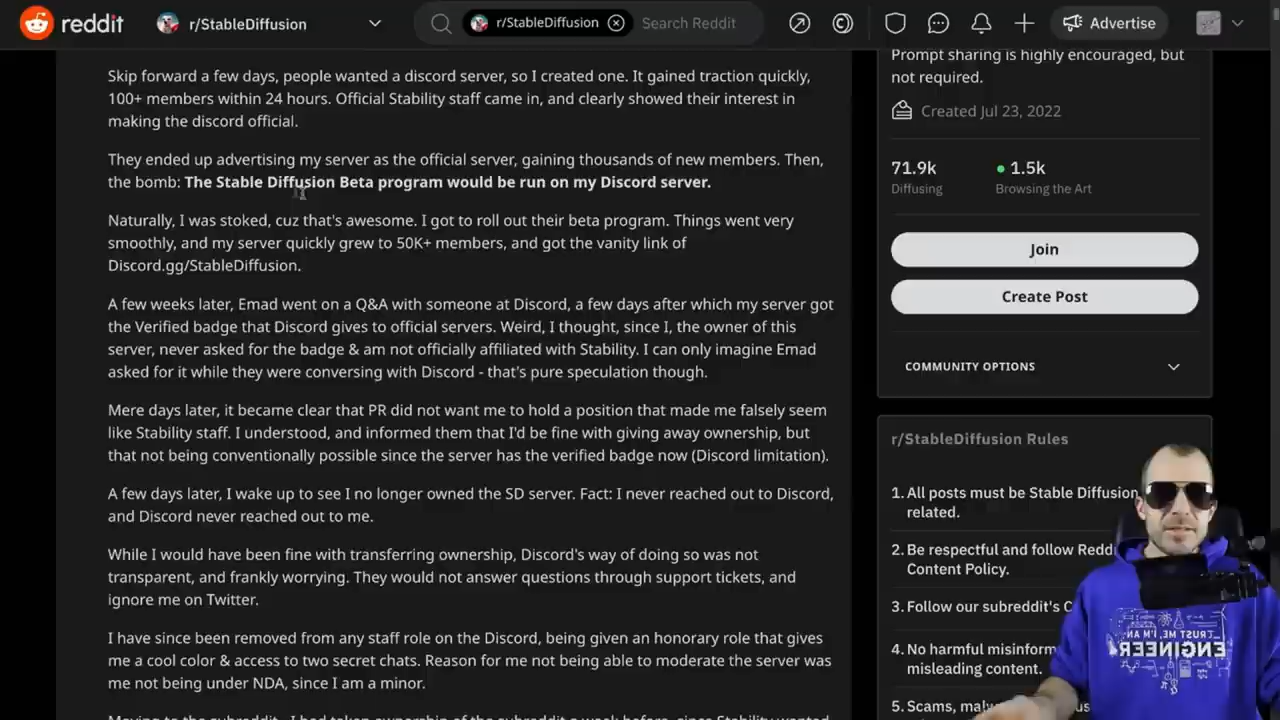 reddit
r/StableDiffusion
r/StableDiffusion
Search Reddit
Advertise
Skip forward a few days, people wanted a discord server, so I created one. It gained traction quickly,
100+ members within 24 hours. Official Stability staff came in, and clearly showed their interest in
making the discord official.
They ended up advertising my server as the official server, gaining thousands of new members. Then,
the bomb: The Stable Diffusion Beta program would be run on my Discord server.
Naturally, I was stoked, cuz that's awesome. I got to roll out their beta program. Things went very
smoothly, and my server quickly grew to 50K+ members, and got the vanity link of
Discord.gg/StableDiffusion.
A few weeks later, Emad went on a Q&A with someone at Discord, a few days after which my server got
the Verified badge that Discord gives to official servers. Weird, I thought, since I, the owner of this
server, never asked for the badge & am not officially affiliated with Stability. I can only imagine Emad
asked for it while they were conversing with Discord - that's pure speculation though.
Mere days later, it became clear that PR did not want me to hold a position that made me falsely seem
like Stability staff. I understood, and informed them that I'd be fine with giving away ownership, but
that not being conventionally possible since the server has the verified badge now (Discord limitation).
A few days later, I wake up to see I no longer owned the SD server. Fact: I never reached out to Discord,
and Discord never reached out to me.
While I would have been fine with transferring ownership, Discord's way of doing so was not
transparent, and frankly worrying. They would not answer questions through support tickets, and
ignore me on Twitter.
I have since been removed from any staff role on the Discord, being given an honorary role that gives
me a cool color & access to two secret chats. Reason for me not being able to moderate the server was
me not being under NDA, since I am a minor.
Moving to the subreddit - I had taken ownership of the subreddit a week before, since Stability wanted
Prompt sharing is highly encouraged, but
not required.
Created Jul 23, 2022
71.9k
1.5k
Diffusing
Browsing the Art
Join
Create Post
COMMUNITY OPTIONS
r/StableDiffusion Rules
1. All posts must be Stable Diffusion
related.
2. Be respectful and follow Redd
Content Policy.
3. Follow our subreddit's C
4. No harmful misinform
misleading content.
5. Scams,
TRUST ME, I'M AN
ENGINEER